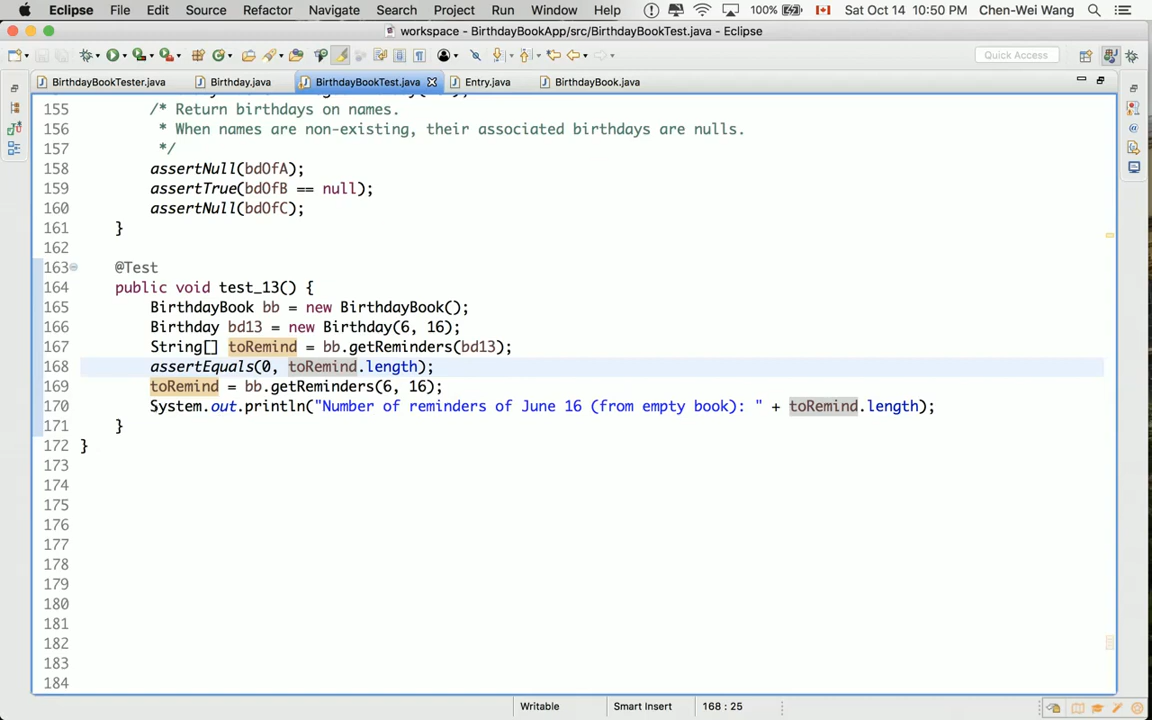 Eclipse File Edit Source Refactor Navigate Search Project Run Window Help 100% Sat Oct 14 10:50 PM Chen-Wei Wang
workspace - BirthdayBookApp/src/BirthdayBookTest.java - Eclipse
Quick Access
BirthdayBookTester.java Birthday.java BirthdayBookTest.java Entry.java BirthdayBook.java
155 /* Return birthdays on names.
156 * When names are non-existing, their associated birthdays are nulls.
157 */
158 assertNull(bdOfA);
159 assertTrue(bdOfB == null);
160 assertNull(bdOfC);
161 }
162
163 @Test
164 public void test_13() {
165 BirthdayBook bb = new BirthdayBook();
166 Birthday bd13 = new Birthday(6, 16);
167 String[] toRemind = bb.getReminders(bd13);
168 assertEquals(0, toRemind.length);
169 toRemind = bb.getReminders(6, 16);
170 System.out.println("Number of reminders of June 16 (from empty book): " + toRemind.length);
171 }
172 }
173
174
175
176
177
178
179
180
181
182
183
184
Writable Smart Insert 168 : 25